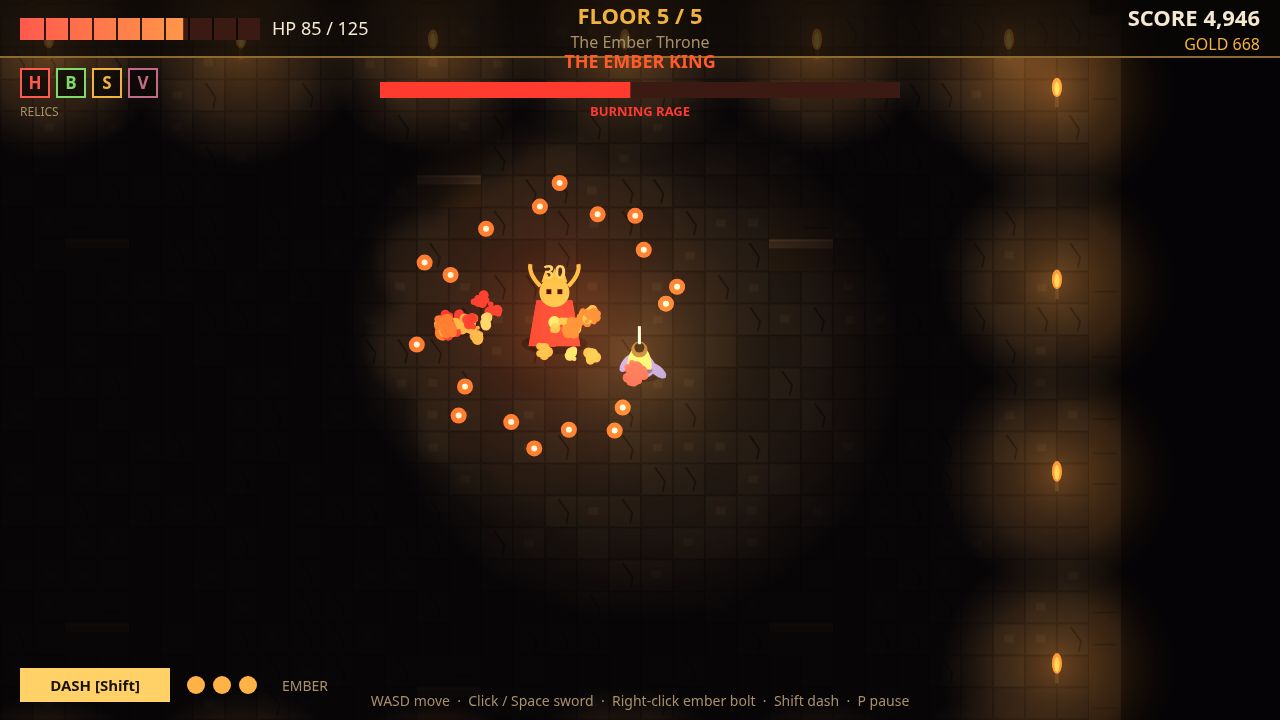 HP 85 / 125
FLOOR 5 / 5
The Ember Throne
SCORE 4,946
GOLD 668
THE EMBER KING
BURNING RAGE
H B S V
RELICS
30
DASH [Shift]
EMBER
WASD move · Click / Space sword · Right-click ember bolt · Shift dash · P pause